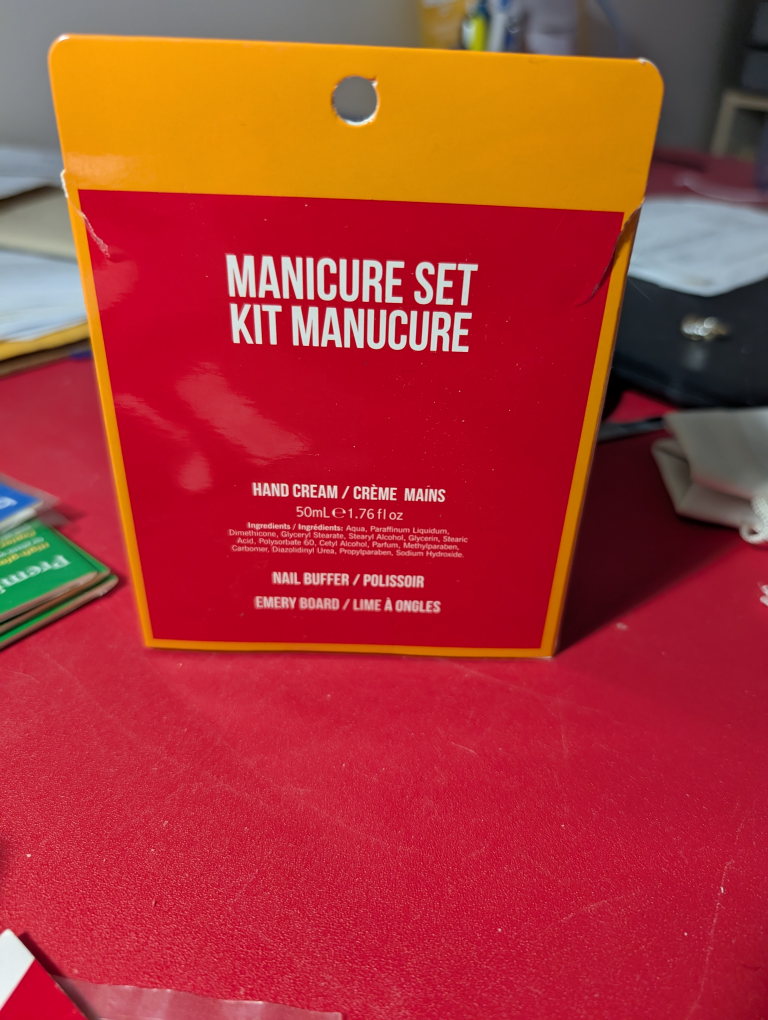 MANICURE SET
KIT MANUCURE
HAND CREAM / CRÈME MAINS
50mL℮1.76 fl oz
Ingredients / Ingrédients: Aqua, Paraffinum Liquidum,
Dimethicone, Glyceryl Stearate, Stearyl Alcohol, Glycerin, Stearic
Acid, Polysorbate 60, Cetyl Alcohol, Parfum, Methylparaben,
Carbomer, Diazolidinyl Urea, Propylparaben, Sodium Hydroxide.
NAIL BUFFER / POLISSOIR
EMERY BOARD / LIME À ONGLES
Premi